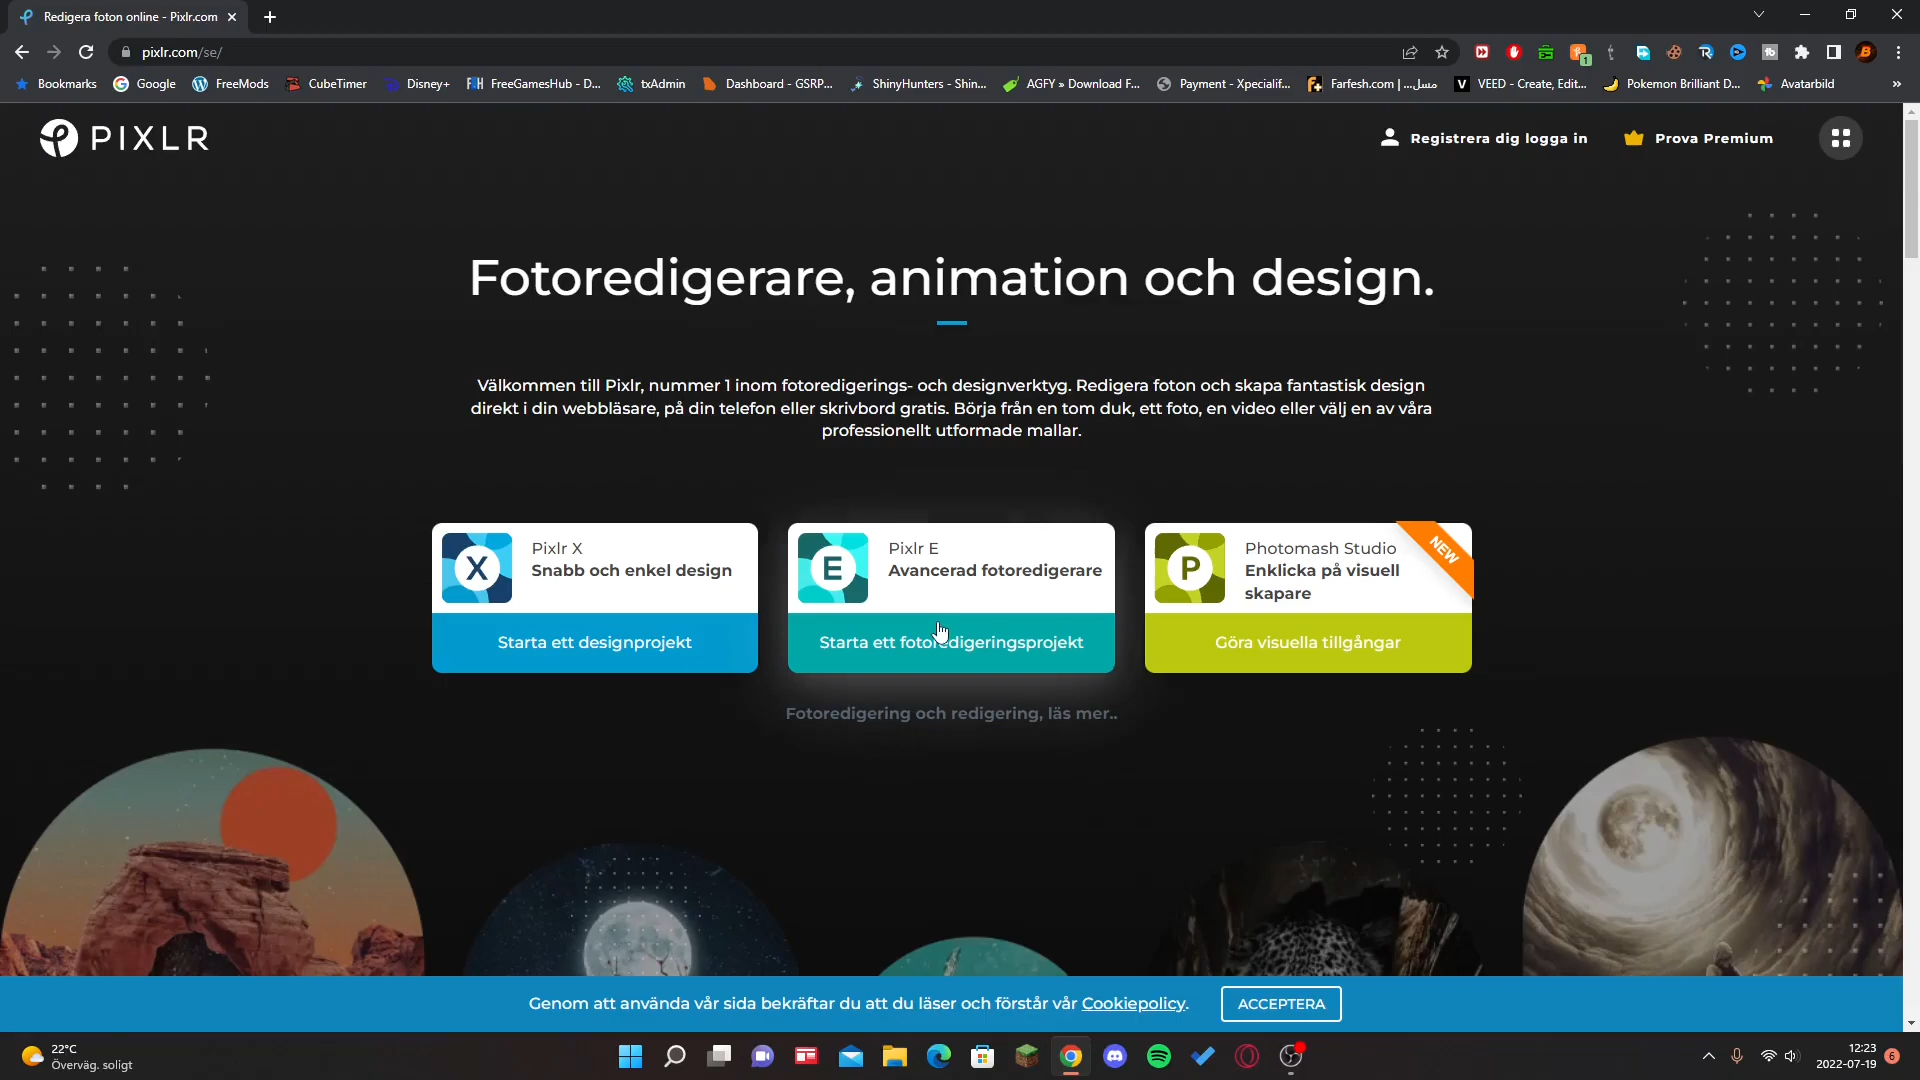 Redigera foton online - Pixlr.com
pixlr.com/se/
1
Bookmarks Google FreeMods CubeTimer Disney+ FreeGamesHub - D... txAdmin Dashboard - GSRP... ShinyHunters - Shin... AGFY » Download F... Payment - Xpecialif... Farfesh.com | ...مسل VEED - Create, Edit... Pokemon Brilliant D... Avatarbild »
PIXLR
Registrera dig logga in Prova Premium
Fotoredigerare, animation och design.
Välkommen till Pixlr, nummer 1 inom fotoredigerings- och designverktyg. Redigera foton och skapa fantastisk design
direkt i din webbläsare, på din telefon eller skrivbord gratis. Börja från en tom duk, ett foto, en video eller välj en av våra
professionellt utformade mallar.
X
Pixlr X
Snabb och enkel design
Starta ett designprojekt
E
Pixlr E
Avancerad fotoredigerare
Starta ett fotoredigeringsprojekt
P
Photomash Studio
Enklicka på visuell
skapare
NEW
Göra visuella tillgångar
Fotoredigering och redigering, läs mer..
Genom att använda vår sida bekräftar du att du läser och förstår vår Cookiepolicy.
ACCEPTERA
22°C
Överväg. soligt
12:23
2022-07-19
6